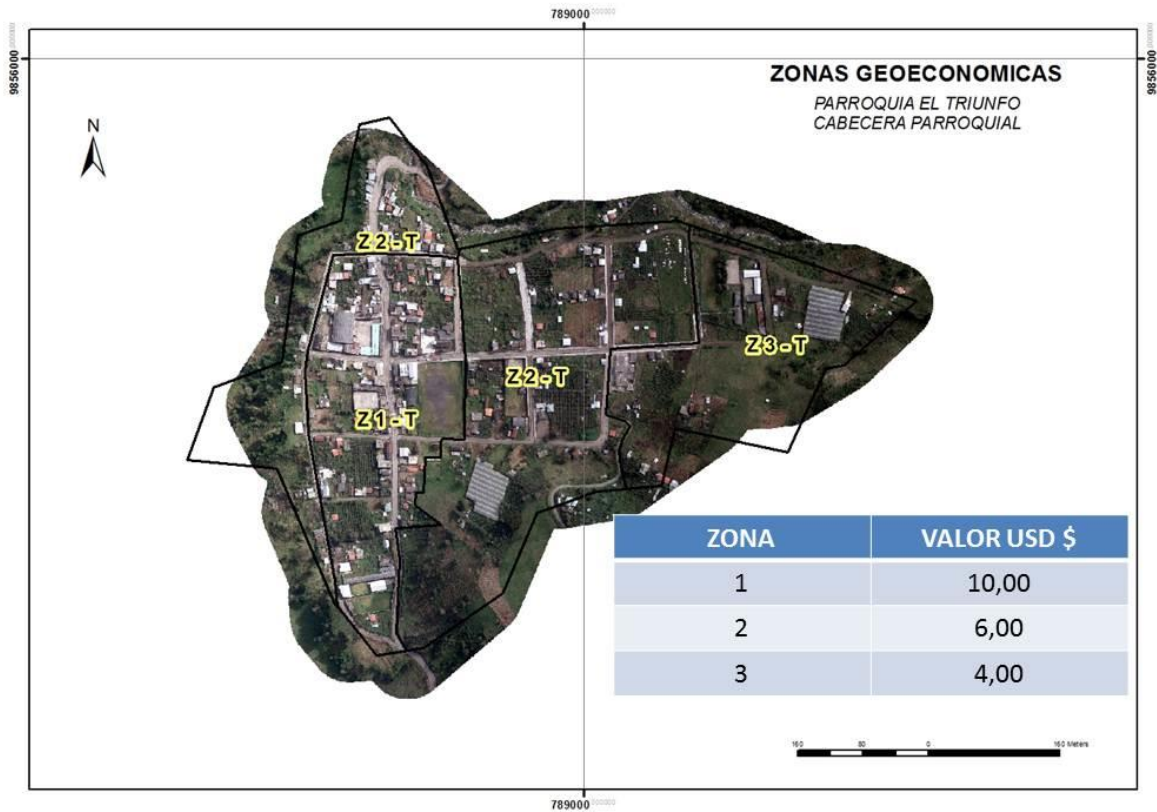 789000
9856000
9856000
ZONAS GEOECONOMICAS
PARROQUIA EL TRIUNFO
CABECERA PARROQUIAL
N
Z 2 - T
Z 3 - T
Z 2 - T
Z 1 - T
ZONA VALOR USD $
1 10,00
2 6,00
3 4,00
160 80 0 160 Meters
789000